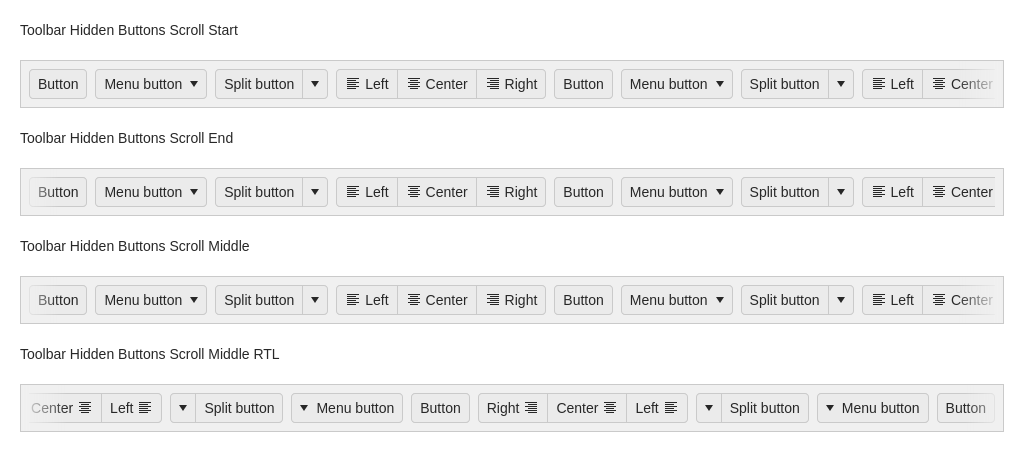 Toolbar Hidden Buttons Scroll Start
Button Menu button Split button Left Center Right Button Menu button Split button Left Center
Toolbar Hidden Buttons Scroll End
Button Menu button Split button Left Center Right Button Menu button Split button Left Center
Toolbar Hidden Buttons Scroll Middle
Button Menu button Split button Left Center Right Button Menu button Split button Left Center
Toolbar Hidden Buttons Scroll Middle RTL
Center Left Split button Menu button Button Right Center Left Split button Menu button Button